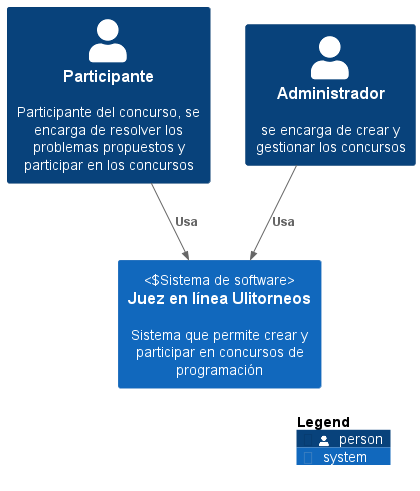 Participante
Participante del concurso, se
encarga de resolver los
problemas propuestos y
participar en los concursos
Administrador
se encarga de crear y
gestionar los concursos
Usa
Usa
<$Sistema de software>
Juez en línea Ulitorneos
Sistema que permite crear y
participar en concursos de
programación
Legend
person
system